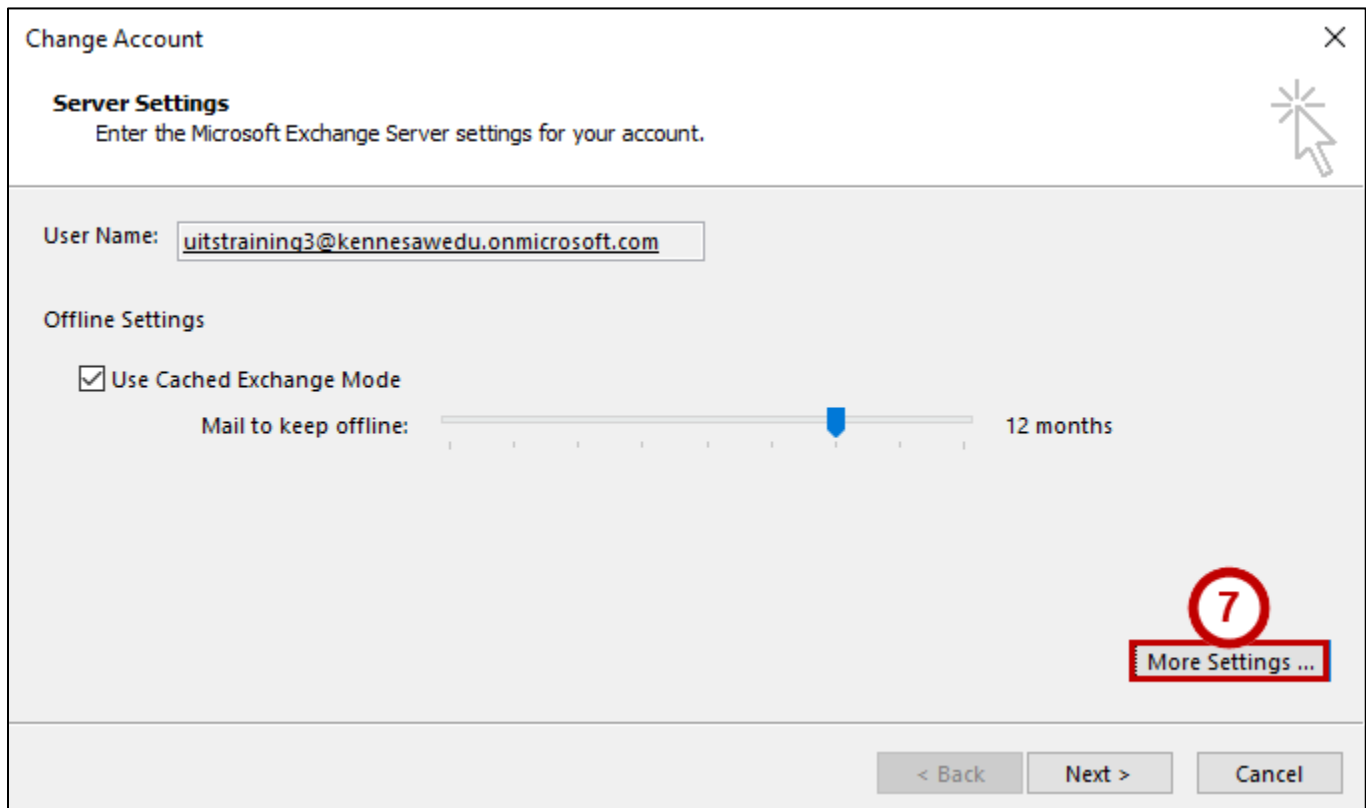 Change Account
Server Settings
Enter the Microsoft Exchange Server settings for your account.
User Name: uitstraining3@kennesawedu.onmicrosoft.com
Offline Settings
Use Cached Exchange Mode
Mail to keep offline: 12 months
7
More Settings ...
< Back Next > Cancel